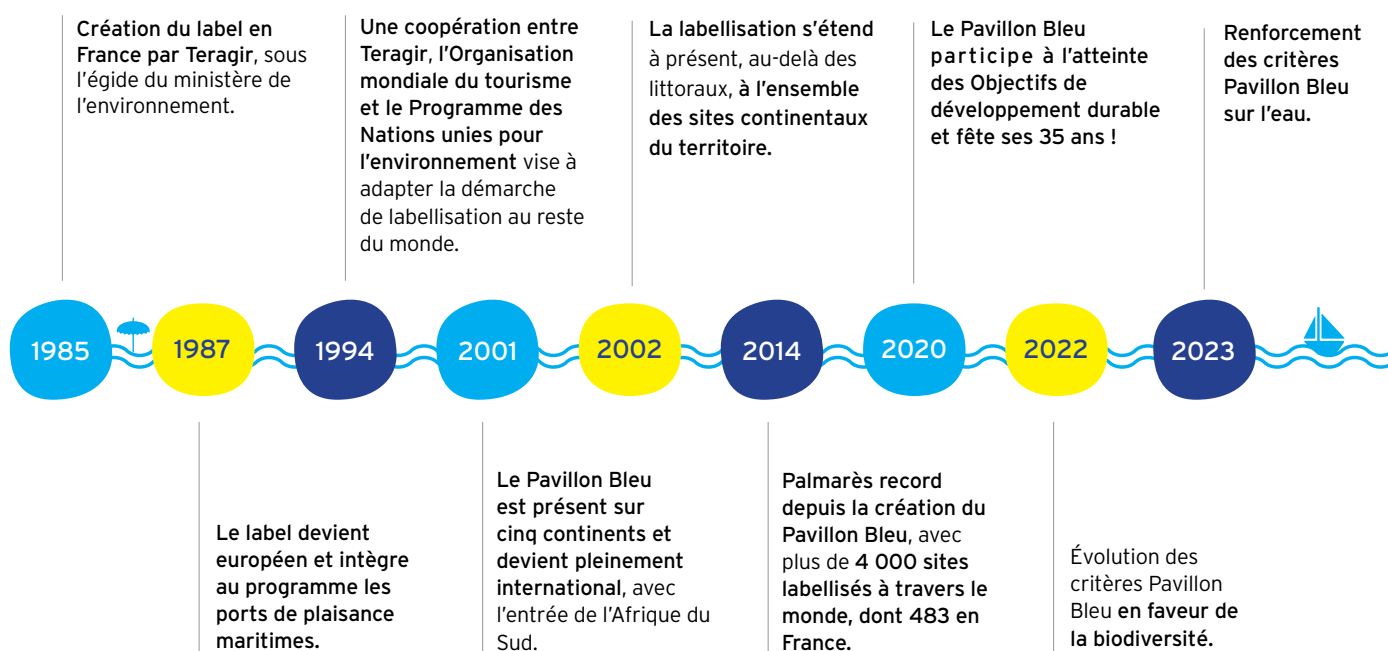 Création du label en
France par Teragir, sous
l'égide du ministère de
l'environnement.
Une coopération entre
Teragir, l'Organisation
mondiale du tourisme
et le Programme des
Nations unies pour
l'environnement vise à
adapter la démarche
de labellisation au reste
du monde.
La labellisation s'étend
à présent, au-delà des
littoraux, à l'ensemble
des sites continentaux
du territoire.
Le Pavillon Bleu
participe à l'atteinte
des Objectifs de
développement durable
et fête ses 35 ans !
Renforcement
des critères
Pavillon Bleu
sur l'eau.
1985
1987
1994
2001
2002
2014
2020
2022
2023
Le label devient
européen et intègre
au programme les
ports de plaisance
maritimes.
Le Pavillon Bleu
est présent sur
cinq continents et
devient pleinement
international, avec
l'entrée de l'Afrique du
Sud.
Palmarès record
depuis la création du
Pavillon Bleu, avec
plus de 4 000 sites
labellisés à travers le
monde, dont 483 en
France.
Évolution des
critères Pavillon
Bleu en faveur de
la biodiversité.